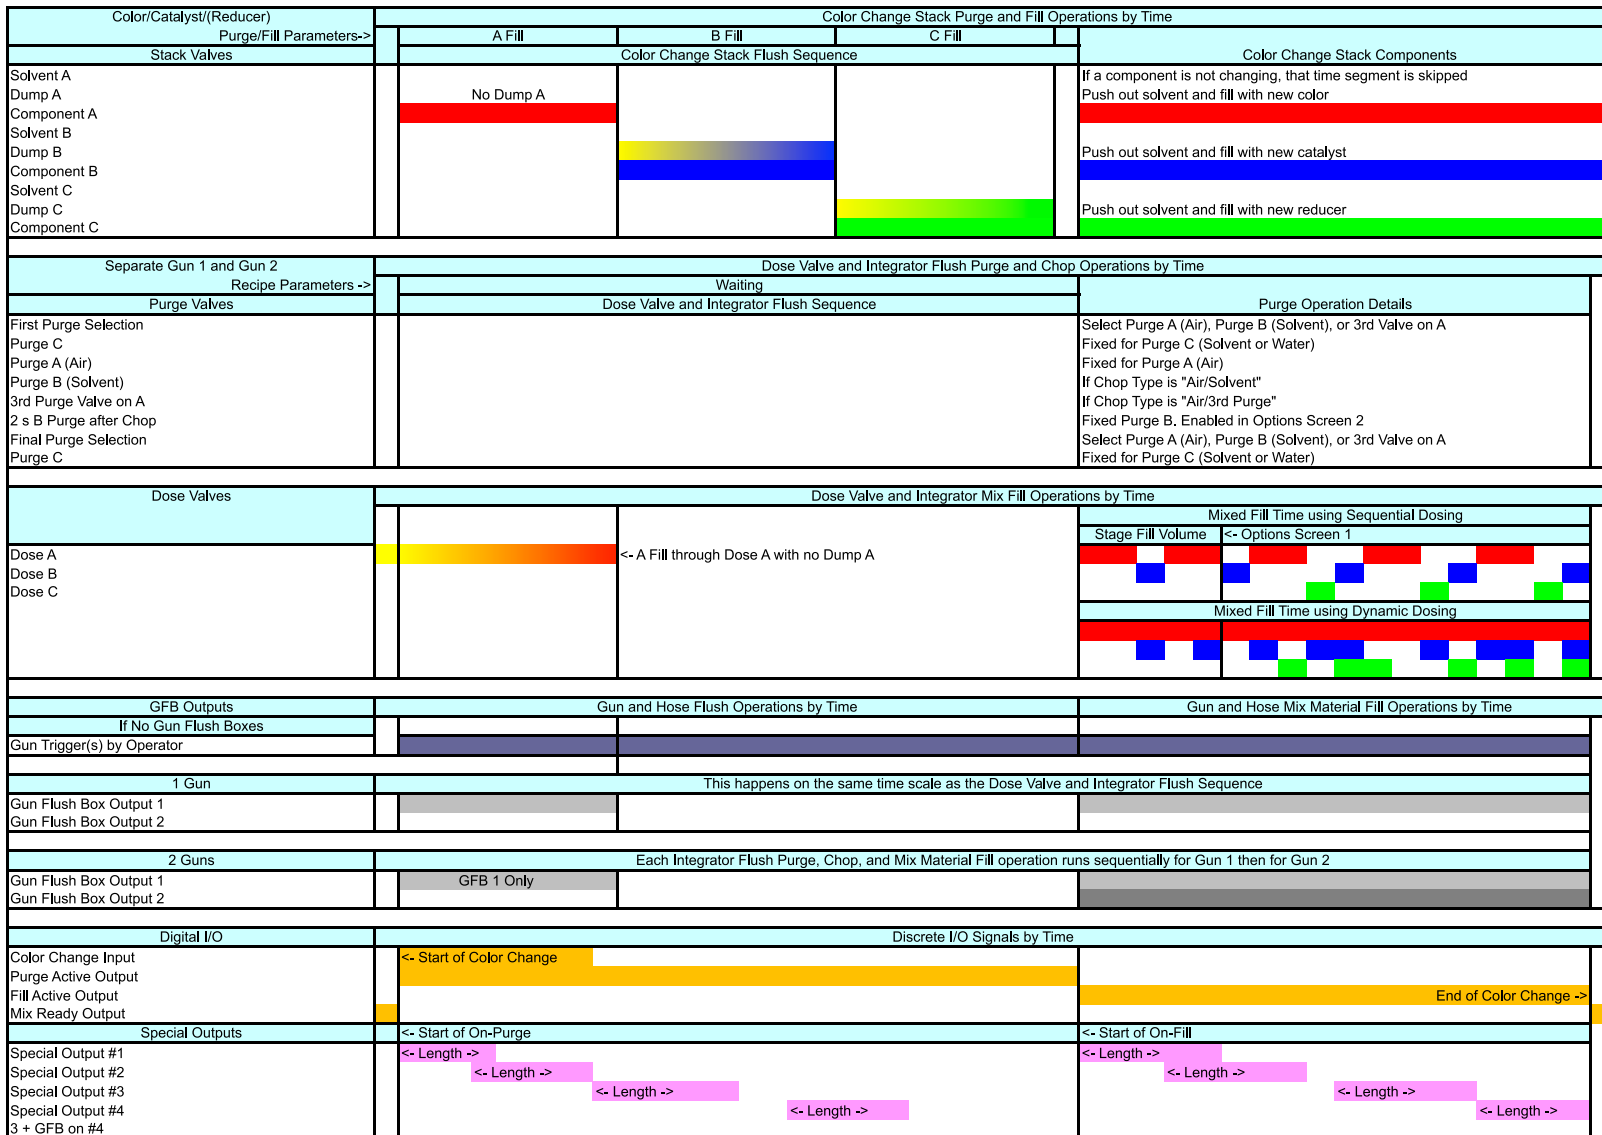 Color/Catalyst/(Reducer)
Color Change Stack Purge and Fill Operations by Time
Purge/Fill Parameters->
A Fill
B Fill
C Fill
Stack Valves
Color Change Stack Flush Sequence
Color Change Stack Components
Solvent A
If a component is not changing, that time segment is skipped
Dump A
No Dump A
Push out solvent and fill with new color
Component A
Solvent B
Dump B
Push out solvent and fill with new catalyst
Component B
Solvent C
Dump C
Push out solvent and fill with new reducer
Component C
Separate Gun 1 and Gun 2
Dose Valve and Integrator Flush Purge and Chop Operations by Time
Recipe Parameters ->
Waiting
Purge Valves
Dose Valve and Integrator Flush Sequence
Purge Operation Details
First Purge Selection
Select Purge A (Air), Purge B (Solvent), or 3rd Valve on A
Purge C
Fixed for Purge C (Solvent or Water)
Purge A (Air)
Fixed for Purge A (Air)
Purge B (Solvent)
If Chop Type is "Air/Solvent"
3rd Purge Valve on A
If Chop Type is "Air/3rd Purge"
2 s B Purge after Chop
Fixed Purge B. Enabled in Options Screen 2
Final Purge Selection
Select Purge A (Air), Purge B (Solvent), or 3rd Valve on A
Purge C
Fixed for Purge C (Solvent or Water)
Dose Valves
Dose Valve and Integrator Mix Fill Operations by Time
Mixed Fill Time using Sequential Dosing
Stage Fill Volume
<- Options Screen 1
Dose A
<- A Fill through Dose A with no Dump A
Dose B
Dose C
Mixed Fill Time using Dynamic Dosing
GFB Outputs
Gun and Hose Flush Operations by Time
Gun and Hose Mix Material Fill Operations by Time
If No Gun Flush Boxes
Gun Trigger(s) by Operator
1 Gun
This happens on the same time scale as the Dose Valve and Integrator Flush Sequence
Gun Flush Box Output 1
Gun Flush Box Output 2
2 Guns
Each Integrator Flush Purge, Chop, and Mix Material Fill operation runs sequentially for Gun 1 then for Gun 2
Gun Flush Box Output 1
GFB 1 Only
Gun Flush Box Output 2
Digital I/O
Discrete I/O Signals by Time
Color Change Input
<- Start of Color Change
Purge Active Output
Fill Active Output
End of Color Change ->
Mix Ready Output
Special Outputs
<- Start of On-Purge
<- Start of On-Fill
Special Output #1
<- Length ->
<- Length ->
Special Output #2
<- Length ->
<- Length ->
Special Output #3
<- Length ->
<- Length ->
Special Output #4
<- Length ->
<- Length ->
3 + GFB on #4